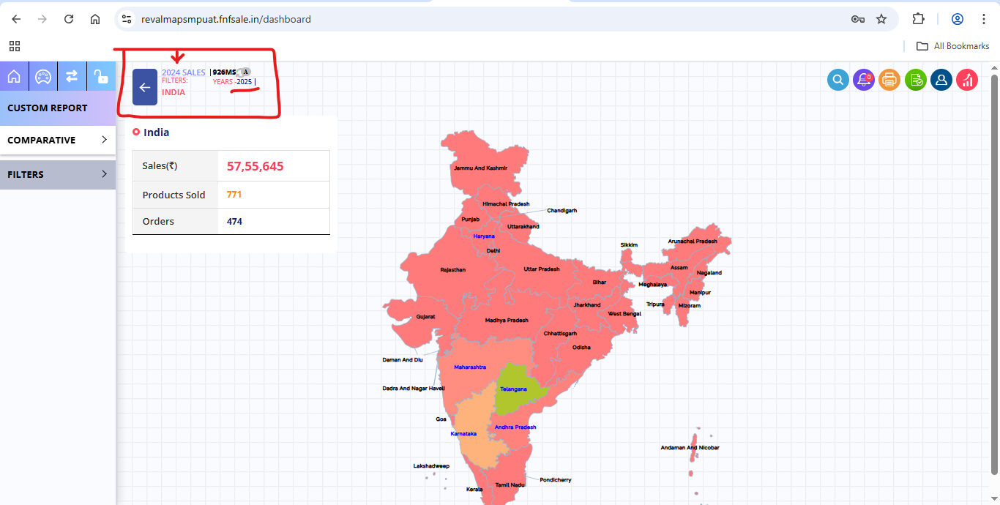 revalmapsmpuat.fnfsale.in/dashboard
All Bookmarks
2024 SALES | 926MS A
FILTERS: YEARS -2025 |
INDIA
0
CUSTOM REPORT
COMPARATIVE
FILTERS
India
Sales(₹) 57,55,645
Products Sold 771
Orders 474
Jammu And Kashmir
Himachal Pradesh
Chandigarh
Punjab
Uttarakhand
Haryana
Delhi
Sikkim
Arunachal Pradesh
Rajasthan
Uttar Pradesh
Assam
Nagaland
Bihar
Meghalaya
Manipur
Jharkhand
Tripura
Mizoram
West Bengal
Gujarat
Madhya Pradesh
Chhattisgarh
Odisha
Daman And Diu
Maharashtra
Dadra And Nagar Haveli
Telangana
Goa
Andhra Pradesh
Karnataka
Andaman And Nicobar
Lakshadweep
Pondicherry
Tamil Nadu
Kerala